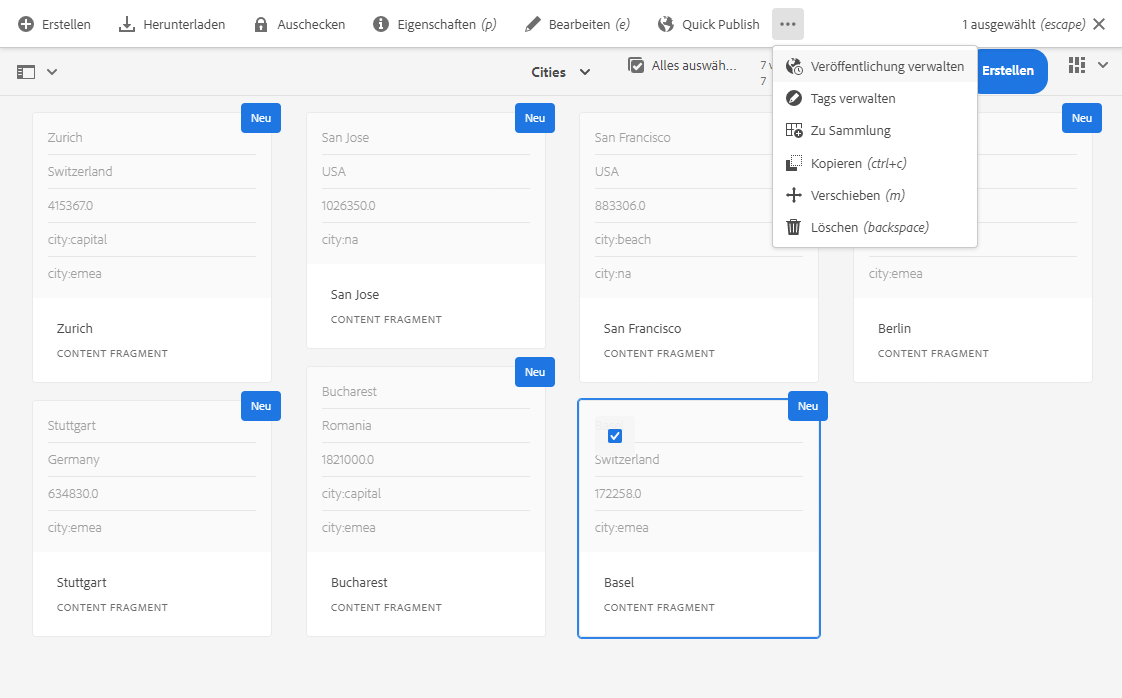 Erstellen
Herunterladen
Auschecken
Eigenschaften (p)
Bearbeiten (e)
Quick Publish
1 ausgewählt (escape)
Cities
Alles auswäh...
7
7
Erstellen
Veröffentlichung verwalten
Tags verwalten
Zu Sammlung
Kopieren (ctrl+c)
Verschieben (m)
Löschen (backspace)
Neu
Zurich
Switzerland
415367.0
city:capital
city:emea
Zurich
CONTENT FRAGMENT
Neu
San Jose
USA
1026350.0
city:na
San Jose
CONTENT FRAGMENT
San Francisco
USA
883306.0
city:beach
city:na
San Francisco
CONTENT FRAGMENT
Neu
city:emea
Berlin
CONTENT FRAGMENT
Neu
Stuttgart
Germany
634830.0
city:emea
Stuttgart
CONTENT FRAGMENT
Neu
Bucharest
Romania
1821000.0
city:capital
city:emea
Bucharest
CONTENT FRAGMENT
Neu
Switzerland
172258.0
city:emea
Basel
CONTENT FRAGMENT